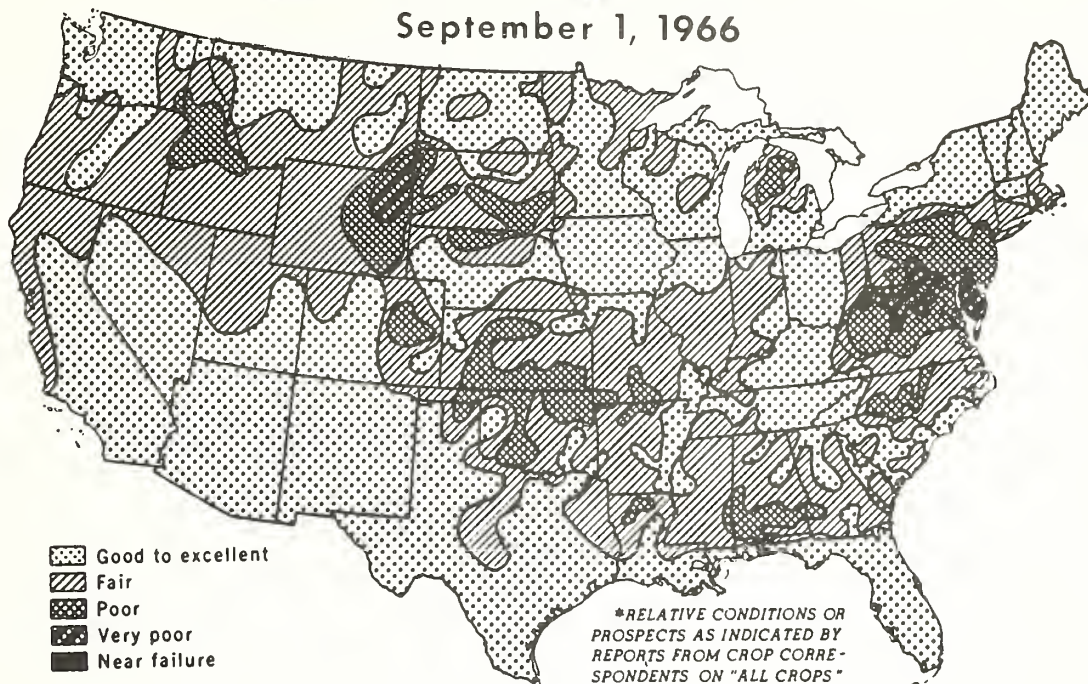 September 1, 1966
Good to excellent
Fair
Poor
Very poor
Near failure
*RELATIVE CONDITIONS OR
PROSPECTS AS INDICATED BY
REPORTS FROM CROP CORRE-
SPONDENTS ON "ALL CROPS"